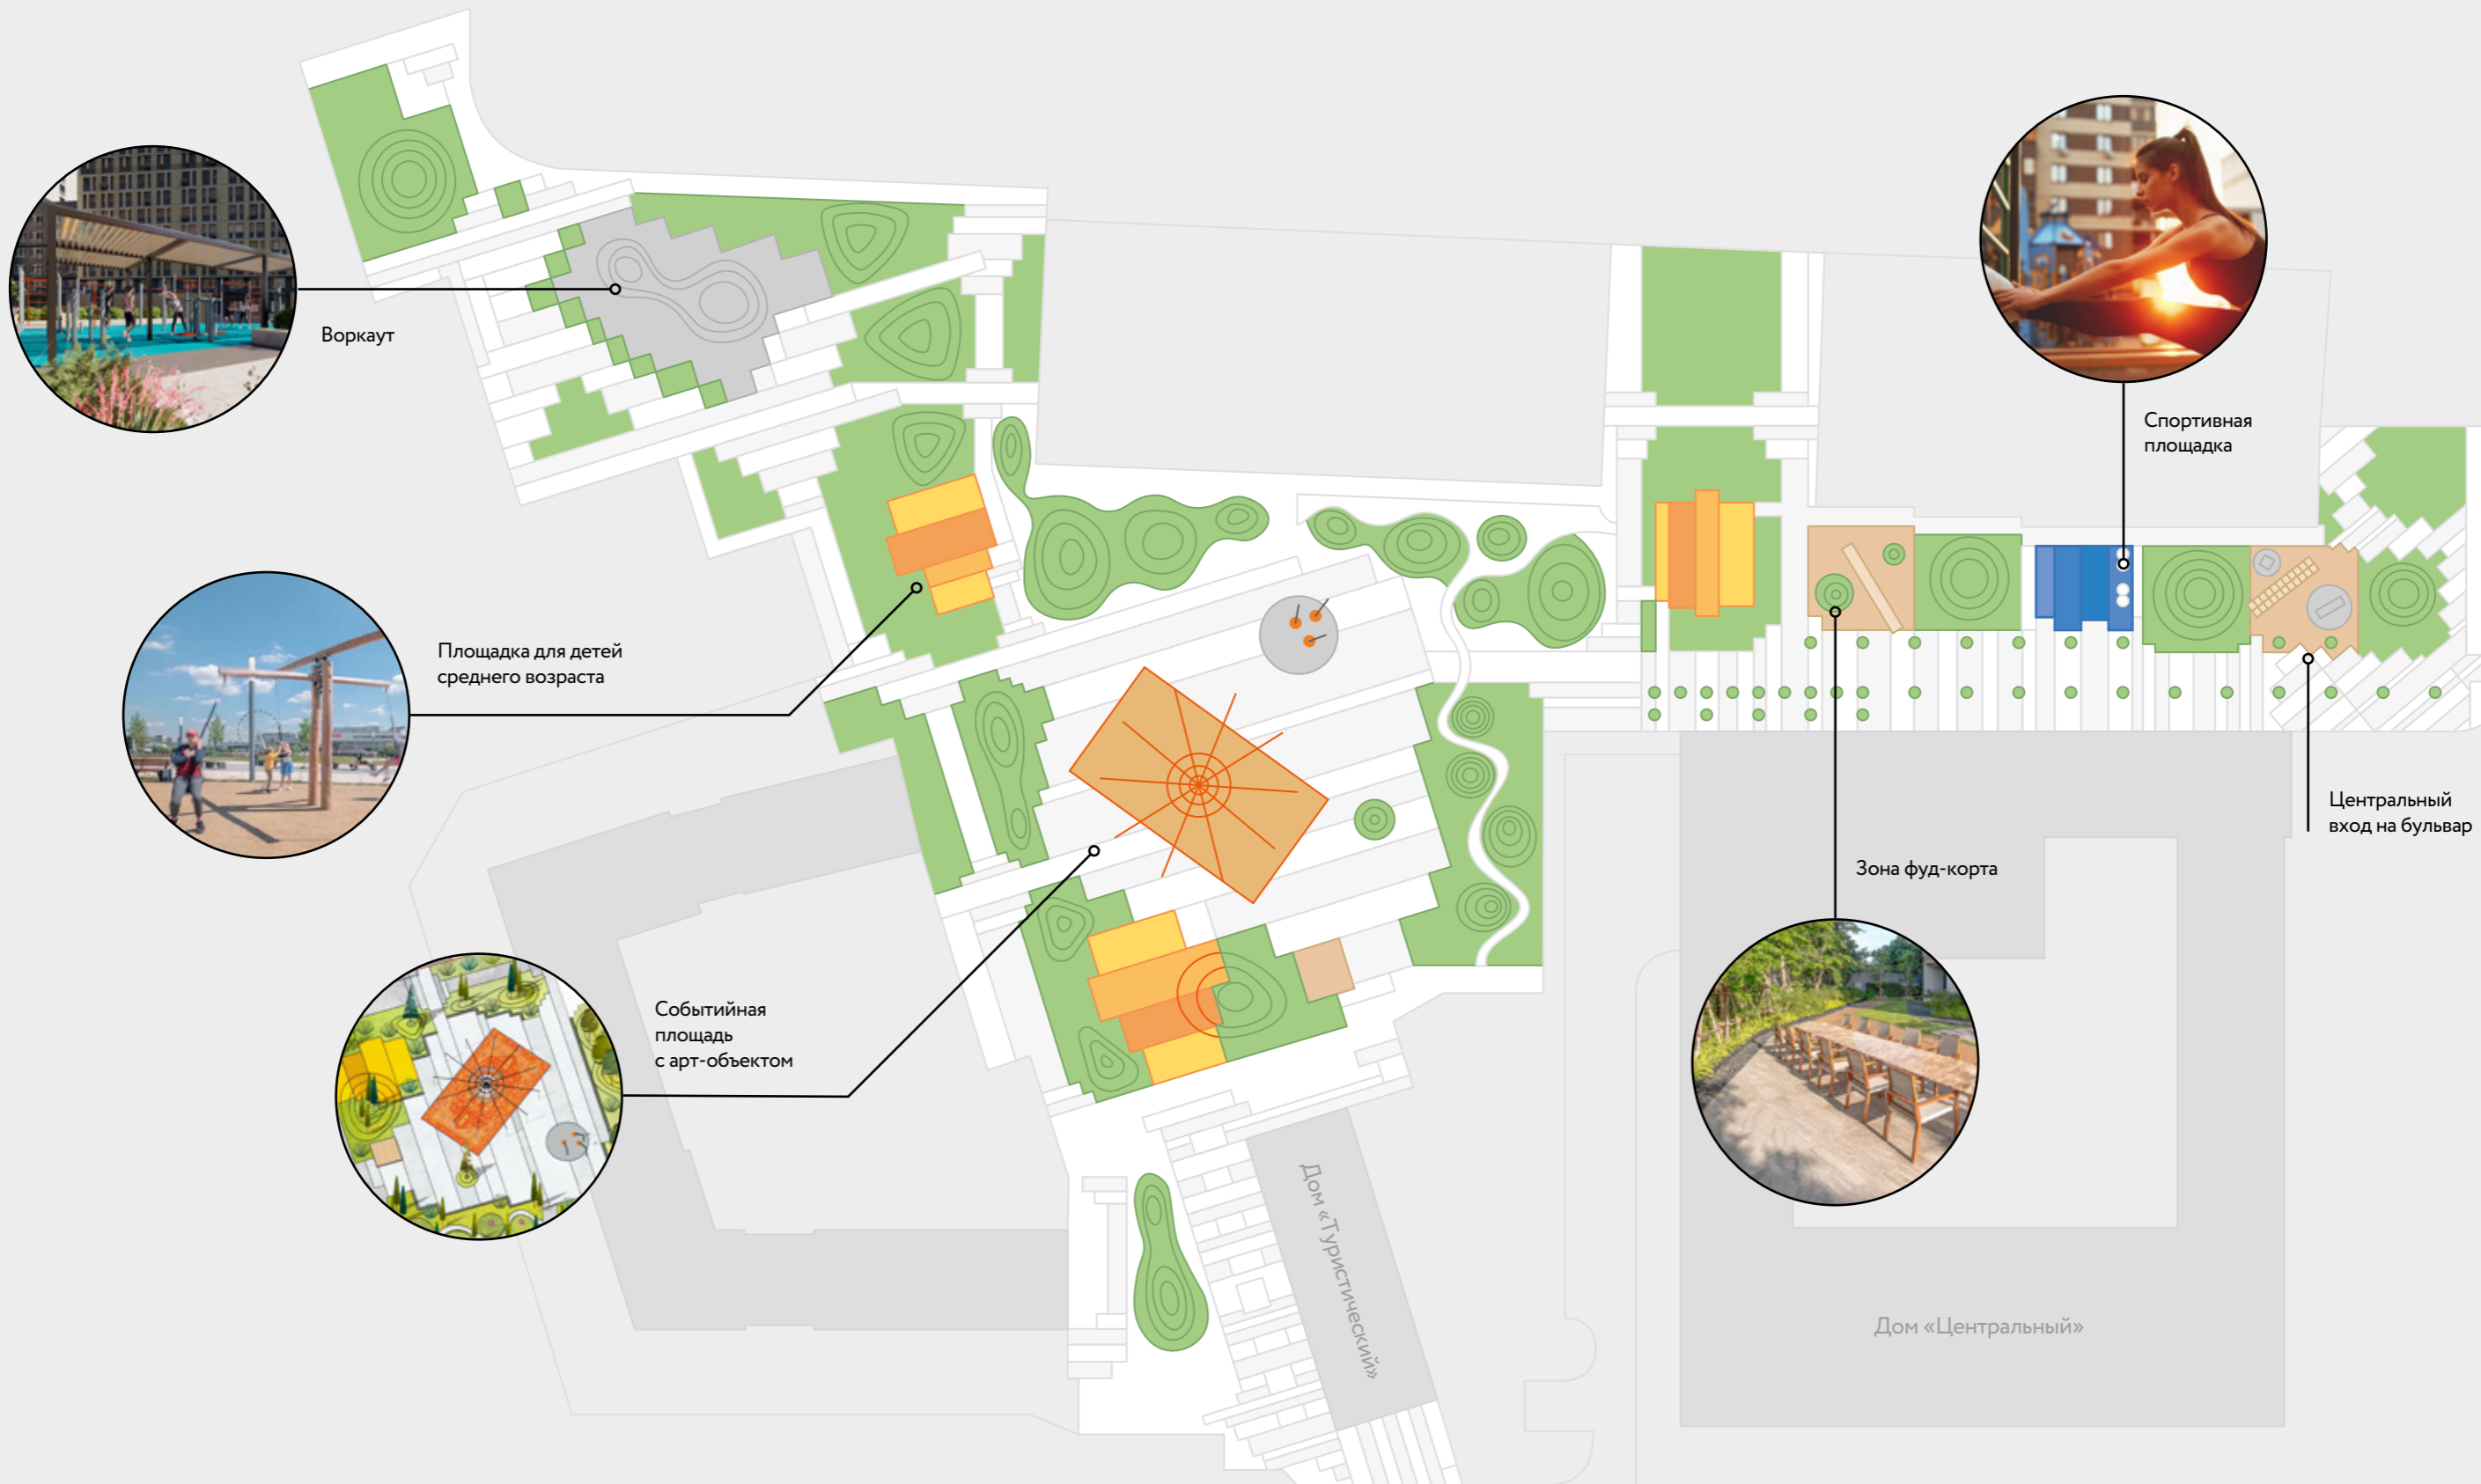 Воркаут
Спортивная
площадка
Площадка для детей
среднего возраста
Центральный
вход на бульвар
Зона фуд-корта
Событийная
площадь
с арт-объектом
Дом «Туристический»
Дом «Центральный»